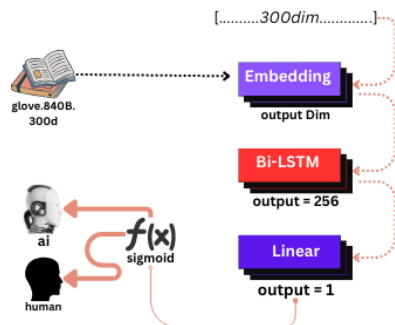 [..........300dim............]
Embedding
output Dim
glove.840B.
300d
Bi-LSTM
output = 256
ai
f(x)
sigmoid
Linear
output = 1
human